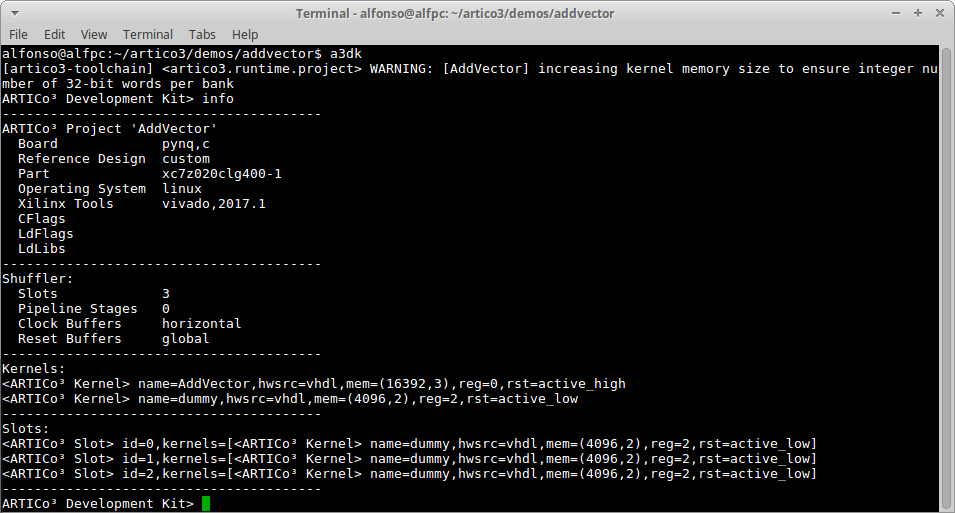 Terminal - alfonso@alfpc: ~/artico3/demos/addvector
File Edit View Terminal Tabs Help
alfonso@alfpc:~/artico3/demos/addvector$ a3dk
[artico3-toolchain] <artico3.runtime.project> WARNING: [AddVector] increasing kernel memory size to ensure integer nu
mber of 32-bit words per bank
ARTICo³ Development Kit> info
----------------------------------------
ARTICo³ Project 'AddVector'
  Board             pynq,c
  Reference Design  custom
  Part              xc7z020clg400-1
  Operating System  linux
  Xilinx Tools      vivado,2017.1
  CFlags
  LdFlags
  LdLibs
----------------------------------------
Shuffler:
  Slots             3
  Pipeline Stages   0
  Clock Buffers     horizontal
  Reset Buffers     global
----------------------------------------
Kernels:
<ARTICo³ Kernel> name=AddVector,hwsrc=vhdl,mem=(16392,3),reg=0,rst=active_high
<ARTICo³ Kernel> name=dummy,hwsrc=vhdl,mem=(4096,2),reg=2,rst=active_low
----------------------------------------
Slots:
<ARTICo³ Slot> id=0,kernels=[<ARTICo³ Kernel> name=dummy,hwsrc=vhdl,mem=(4096,2),reg=2,rst=active_low]
<ARTICo³ Slot> id=1,kernels=[<ARTICo³ Kernel> name=dummy,hwsrc=vhdl,mem=(4096,2),reg=2,rst=active_low]
<ARTICo³ Slot> id=2,kernels=[<ARTICo³ Kernel> name=dummy,hwsrc=vhdl,mem=(4096,2),reg=2,rst=active_low]
----------------------------------------
ARTICo³ Development Kit>